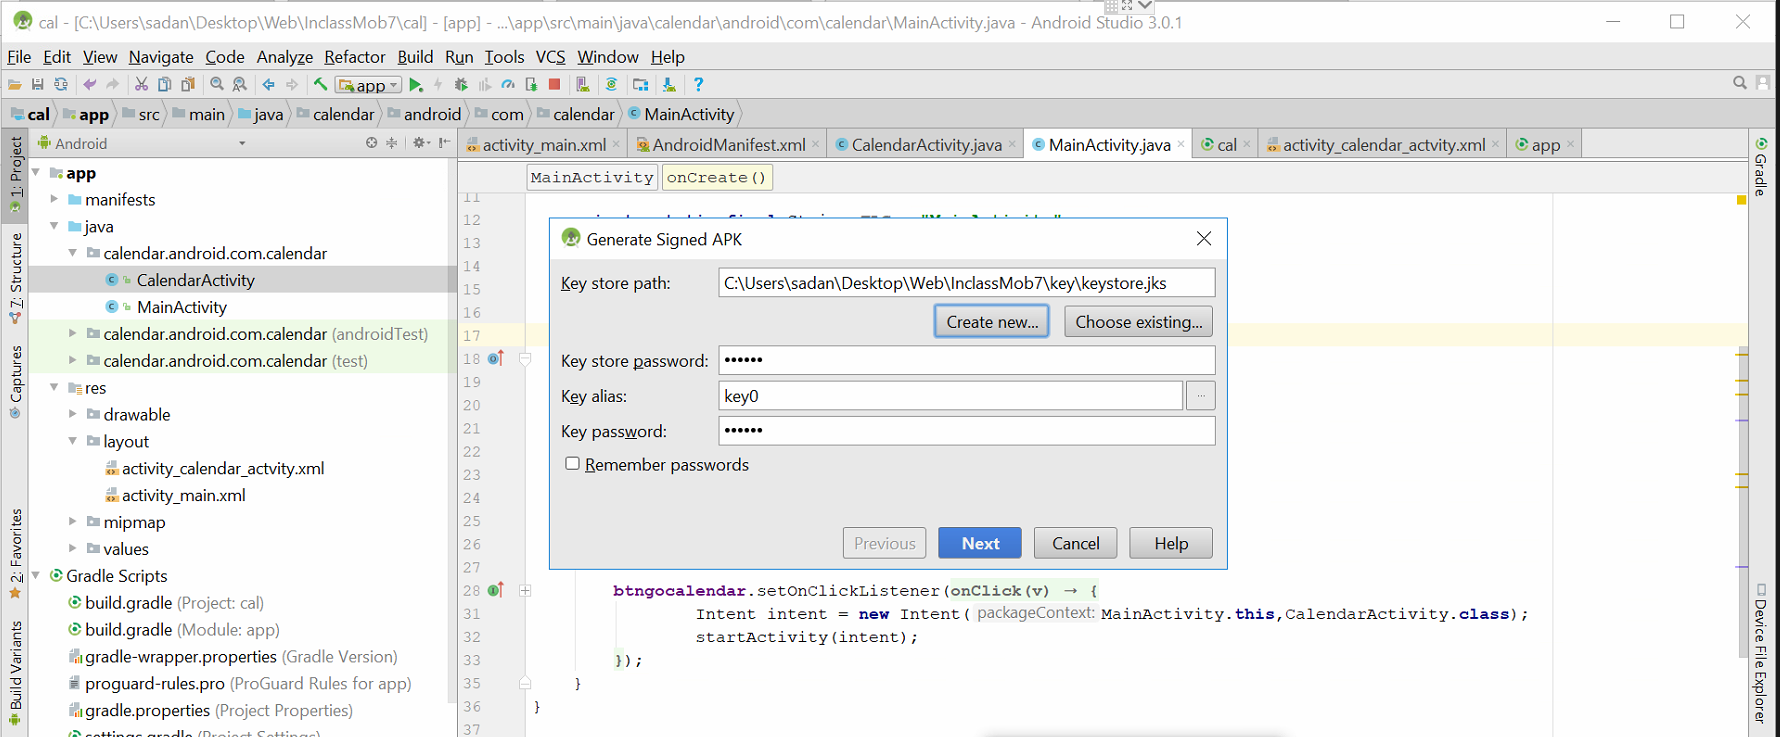 cal - [C:\Users\sadan\Desktop\Web\InclassMob7\cal] - [app] - ...\app\src\main\java\calendar\android\com\calendar\MainActivity.java - Android Studio 3.0.1
File Edit View Navigate Code Analyze Refactor Build Run Tools VCS Window Help
app
cal app src main java calendar android com calendar MainActivity
1: Project
7: Structure
Captures
2: Favorites
Build Variants
Android
app
manifests
java
calendar.android.com.calendar
CalendarActivity
MainActivity
calendar.android.com.calendar (androidTest)
calendar.android.com.calendar (test)
res
drawable
layout
activity_calendar_actvity.xml
activity_main.xml
mipmap
values
Gradle Scripts
build.gradle (Project: cal)
build.gradle (Module: app)
gradle-wrapper.properties (Gradle Version)
proguard-rules.pro (ProGuard Rules for app)
gradle.properties (Project Properties)
settings.gradle (Project Settings)
activity_main.xml AndroidManifest.xml CalendarActivity.java MainActivity.java cal activity_calendar_actvity.xml app
MainActivity onCreate()
11
12
13
14
15
16
17
18
19
20
21
22
23
24
25
26
27
28 btngocalendar.setOnClickListener(onClick(v) → {
31 Intent intent = new Intent( packageContext: MainActivity.this,CalendarActivity.class);
32 startActivity(intent);
33 });
35 }
36 }
37
Generate Signed APK
Key store path: C:\Users\sadan\Desktop\Web\InclassMob7\key\keystore.jks
Create new... Choose existing...
Key store password: ••••••
Key alias: key0 ...
Key password: ••••••
Remember passwords
Previous Next Cancel Help
Gradle
Device File Explorer